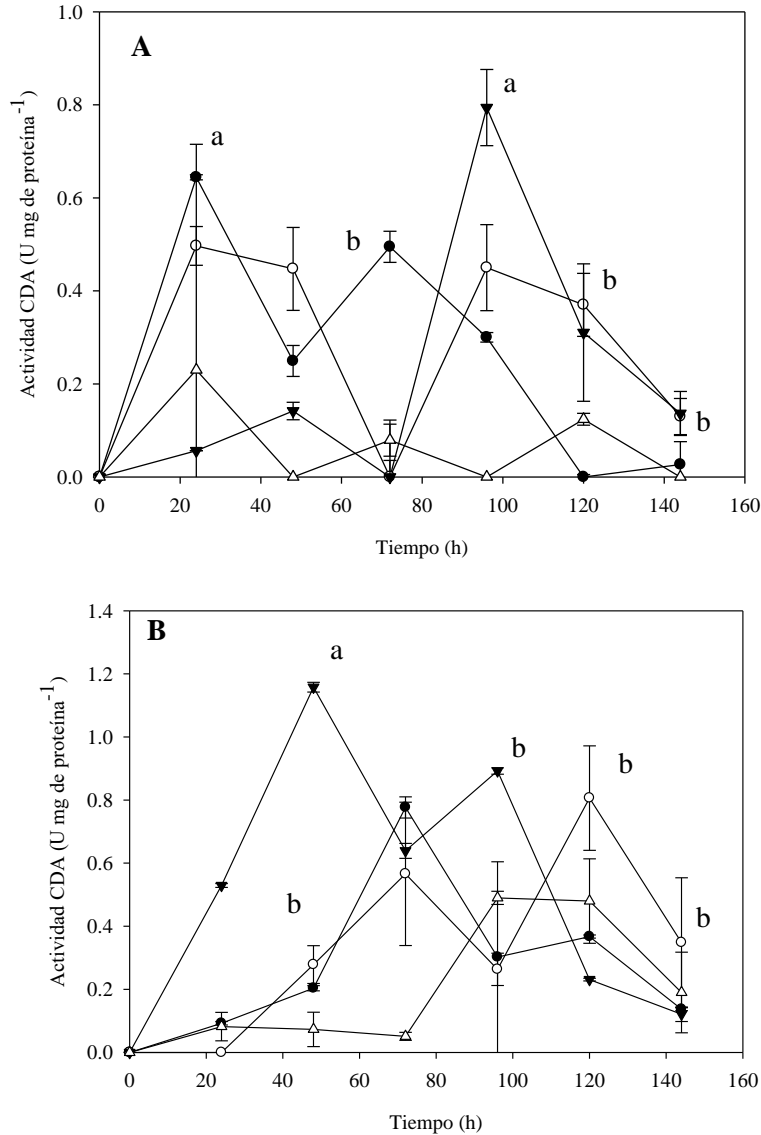 A
Actividad CDA (U mg de proteína-1)
1.0
0.8
0.6
0.4
0.2
0.0
a
a
b
b
b
0 20 40 60 80 100 120 140 160
Tiempo (h)
B
Actividad CDA (U mg de proteína-1)
1.4
1.2
1.0
0.8
0.6
0.4
0.2
0.0
a
b
b
b
b
0 20 40 60 80 100 120 140 160
Tiempo (h)